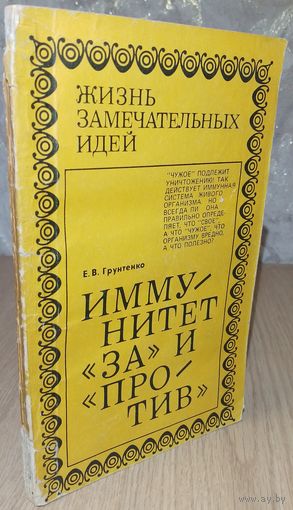 ЖИЗНЬ
ЗАМЕЧАТЕЛЬНЫХ
ИДЕЙ
"ЧУЖОЕ" ПОДЛЕЖИТ
УНИЧТОЖЕНИЮ! ТАК
ДЕЙСТВУЕТ ИММУННАЯ
СИСТЕМА ЖИВОГО
ОРГАНИЗМА НО
ВСЕГДА ЛИ ОНА
ПРАВИЛЬНО ОПРЕДЕ-
ЛЯЕТ, ЧТО "СВОЕ",
А ЧТО "ЧУЖОЕ", ЧТО
ОРГАНИЗМУ ВРЕДНО,
А ЧТО ПОЛЕЗНО?
Е.В. Грунтенко
ИММУ/
НИТЕТ
«ЗА» И
«ПРО/
ТИВ»
www.ay.by